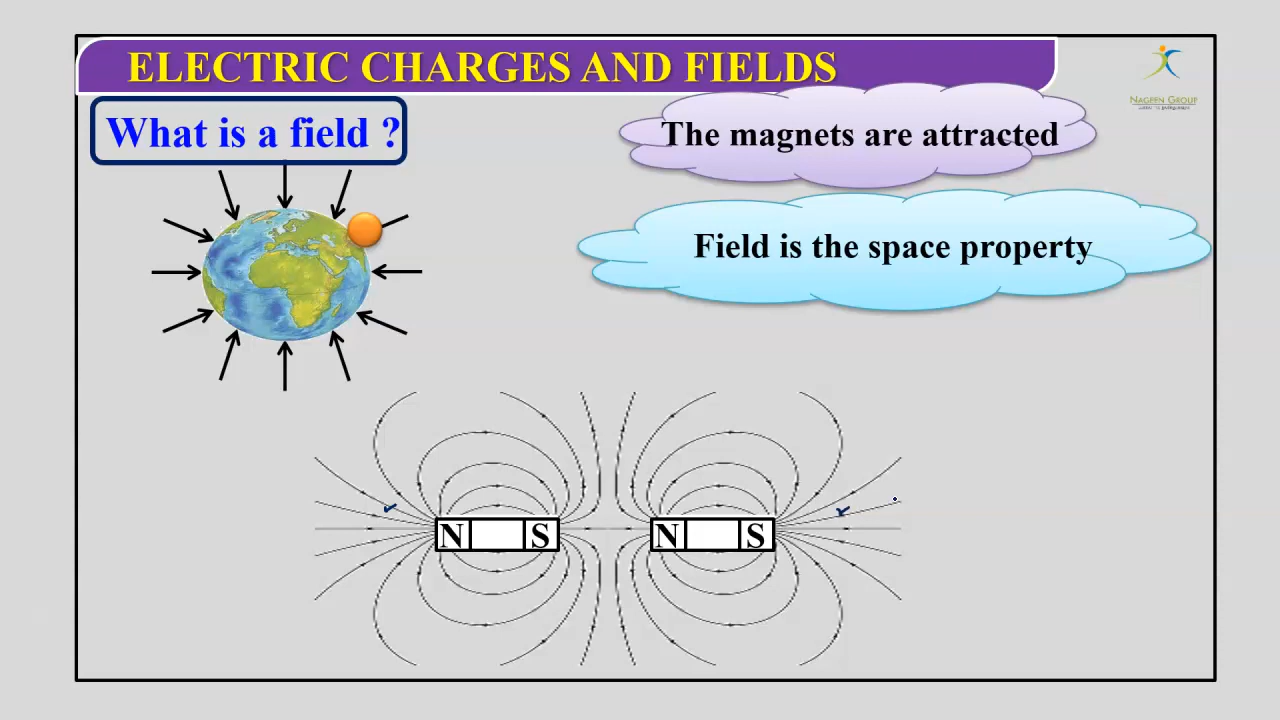 ELECTRIC CHARGES AND FIELDS
NAGEEN GROUP
What is a field ?
The magnets are attracted
Field is the space property
N S N S